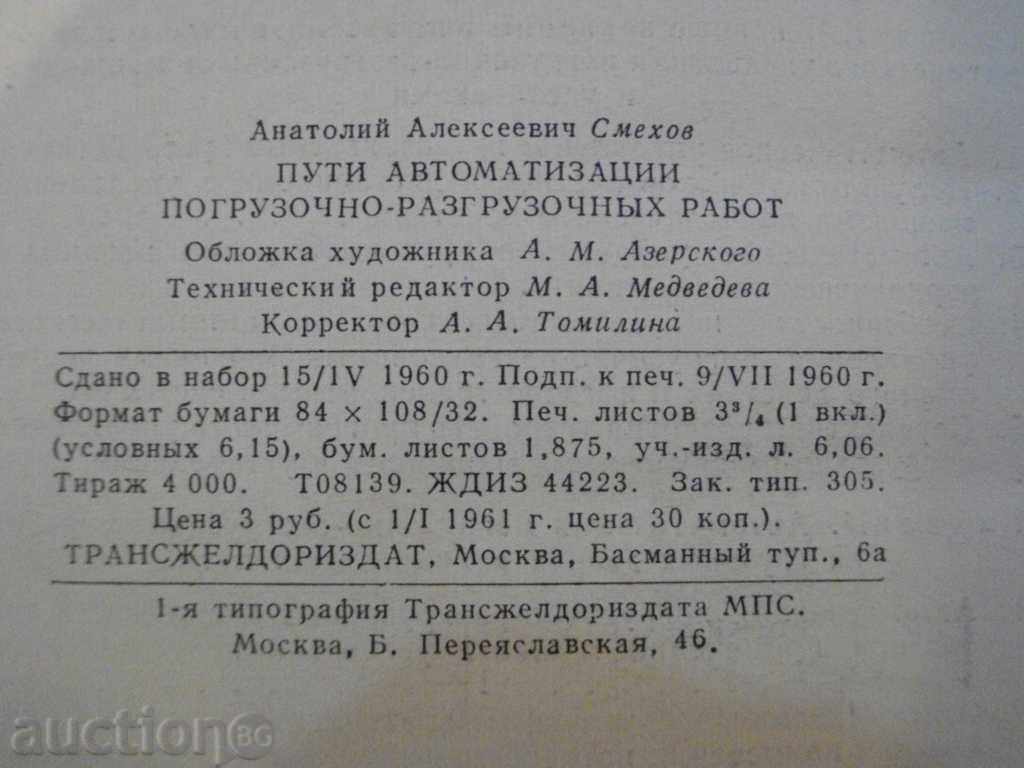 Анатолий Алексеевич Смехов
ПУТИ АВТОМАТИЗАЦИИ
ПОГРУЗОЧНО-РАЗГРУЗОЧНЫХ РАБОТ
Обложка художника А. М. Азерского
Технический редактор М. А. Медведева
Корректор А. А. Томилина
Сдано в набор 15/IV 1960 г. Подп. к печ. 9/VII 1960 г.
Формат бумаги 84 × 108/32. Печ. листов 3³/₄ (1 вкл.)
(условных 6,15), бум. листов 1,875, уч.-изд. л. 6,06.
Тираж 4 000. Т08139. ЖДИЗ 44223. Зак. тип. 305.
Цена 3 руб. (с 1/I 1961 г. цена 30 коп.).
ТРАНСЖЕЛДОРИЗДАТ, Москва, Басманный туп., 6а
1-я типография Трансжелдориздата МПС.
Москва, Б. Переяславская, 46.
auction BG